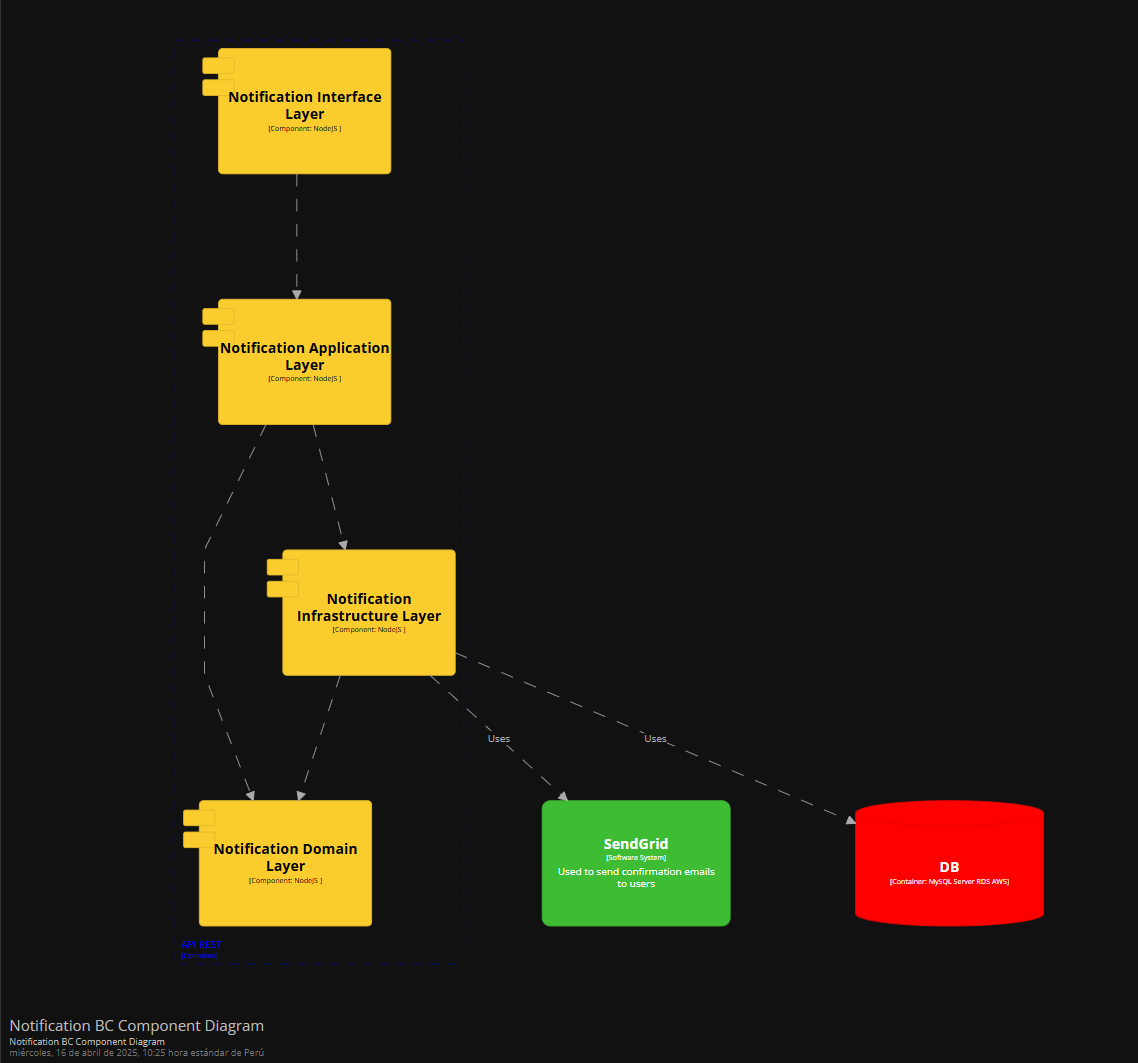 Notification Interface
Layer
[Component: NodeJS ]
Notification Application
Layer
[Component: NodeJS ]
Notification
Infrastructure Layer
[Component: NodeJS ]
Uses
Uses
Notification Domain
Layer
[Component: NodeJS ]
SendGrid
[Software System]
Used to send confirmation emails
to users
DB
[Container: MySQL Server RDS AWS]
API REST
[Container]
Notification BC Component Diagram
Notification BC Component Diagram
miércoles, 16 de abril de 2025, 10:25 hora estándar de Perú